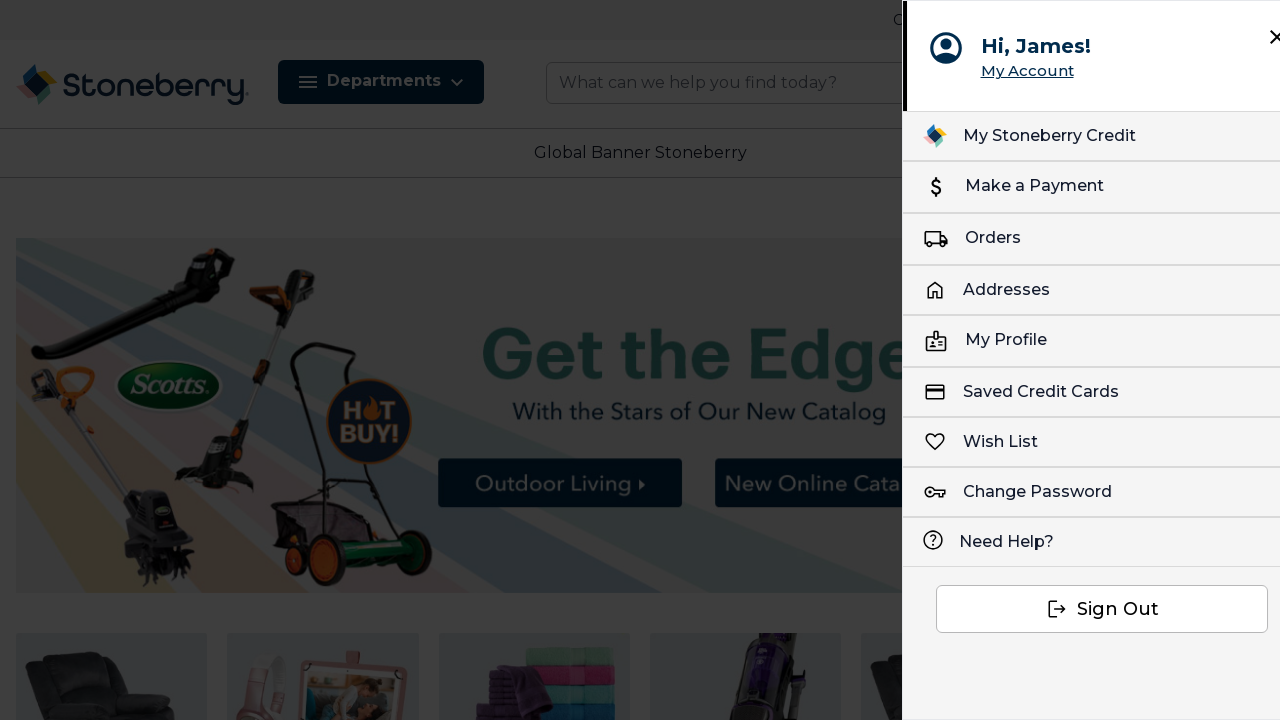 Stoneberry
Departments
What can we help you find today?
Global Banner Stoneberry
Scotts
HOT
BUY!
Get the Edge
With the Stars of Our New Catalog
Outdoor Living
New Online Cata
Hi, James!
My Account
My Stoneberry Credit
Make a Payment
Orders
Addresses
My Profile
Saved Credit Cards
Wish List
Change Password
Need Help?
Sign Out